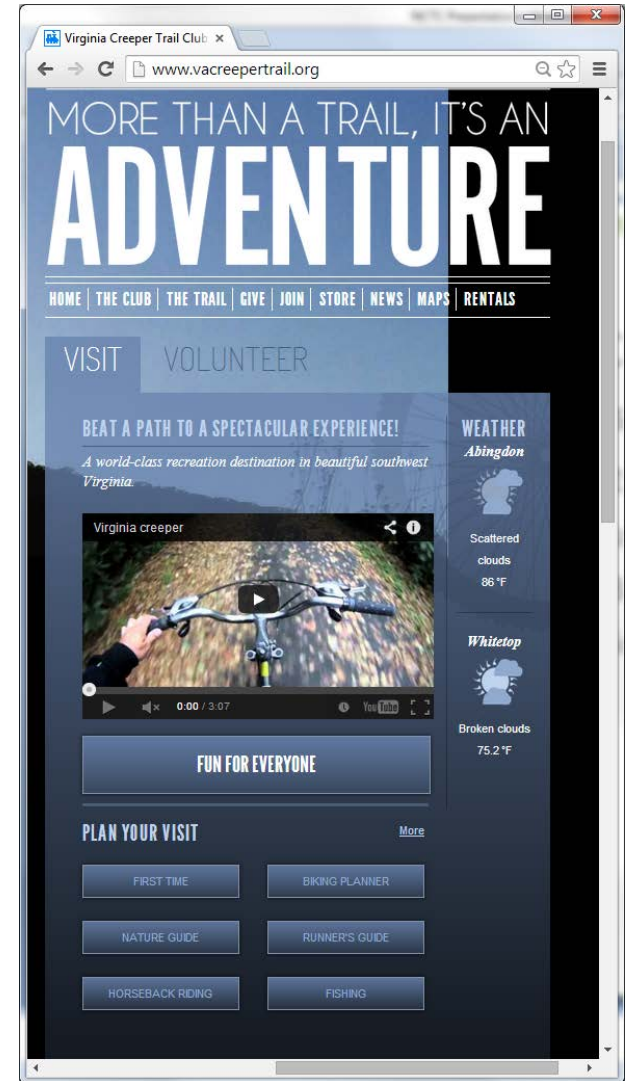 Virginia Creeper Trail Club
www.vacreepertrail.org
MORE THAN A TRAIL, IT'S AN
ADVENTURE
HOME | THE CLUB | THE TRAIL | GIVE | JOIN | STORE | NEWS | MAPS | RENTALS
VISIT VOLUNTEER
BEAT A PATH TO A SPECTACULAR EXPERIENCE!
A world-class recreation destination in beautiful southwest
Virginia.
Virginia creeper
0:00 / 3:07
YouTube
FUN FOR EVERYONE
PLAN YOUR VISIT
More
FIRST TIME
BIKING PLANNER
NATURE GUIDE
RUNNER'S GUIDE
HORSEBACK RIDING
FISHING
WEATHER
Abingdon
Scattered
clouds
86 °F
Whitetop
Broken clouds
75.2 °F